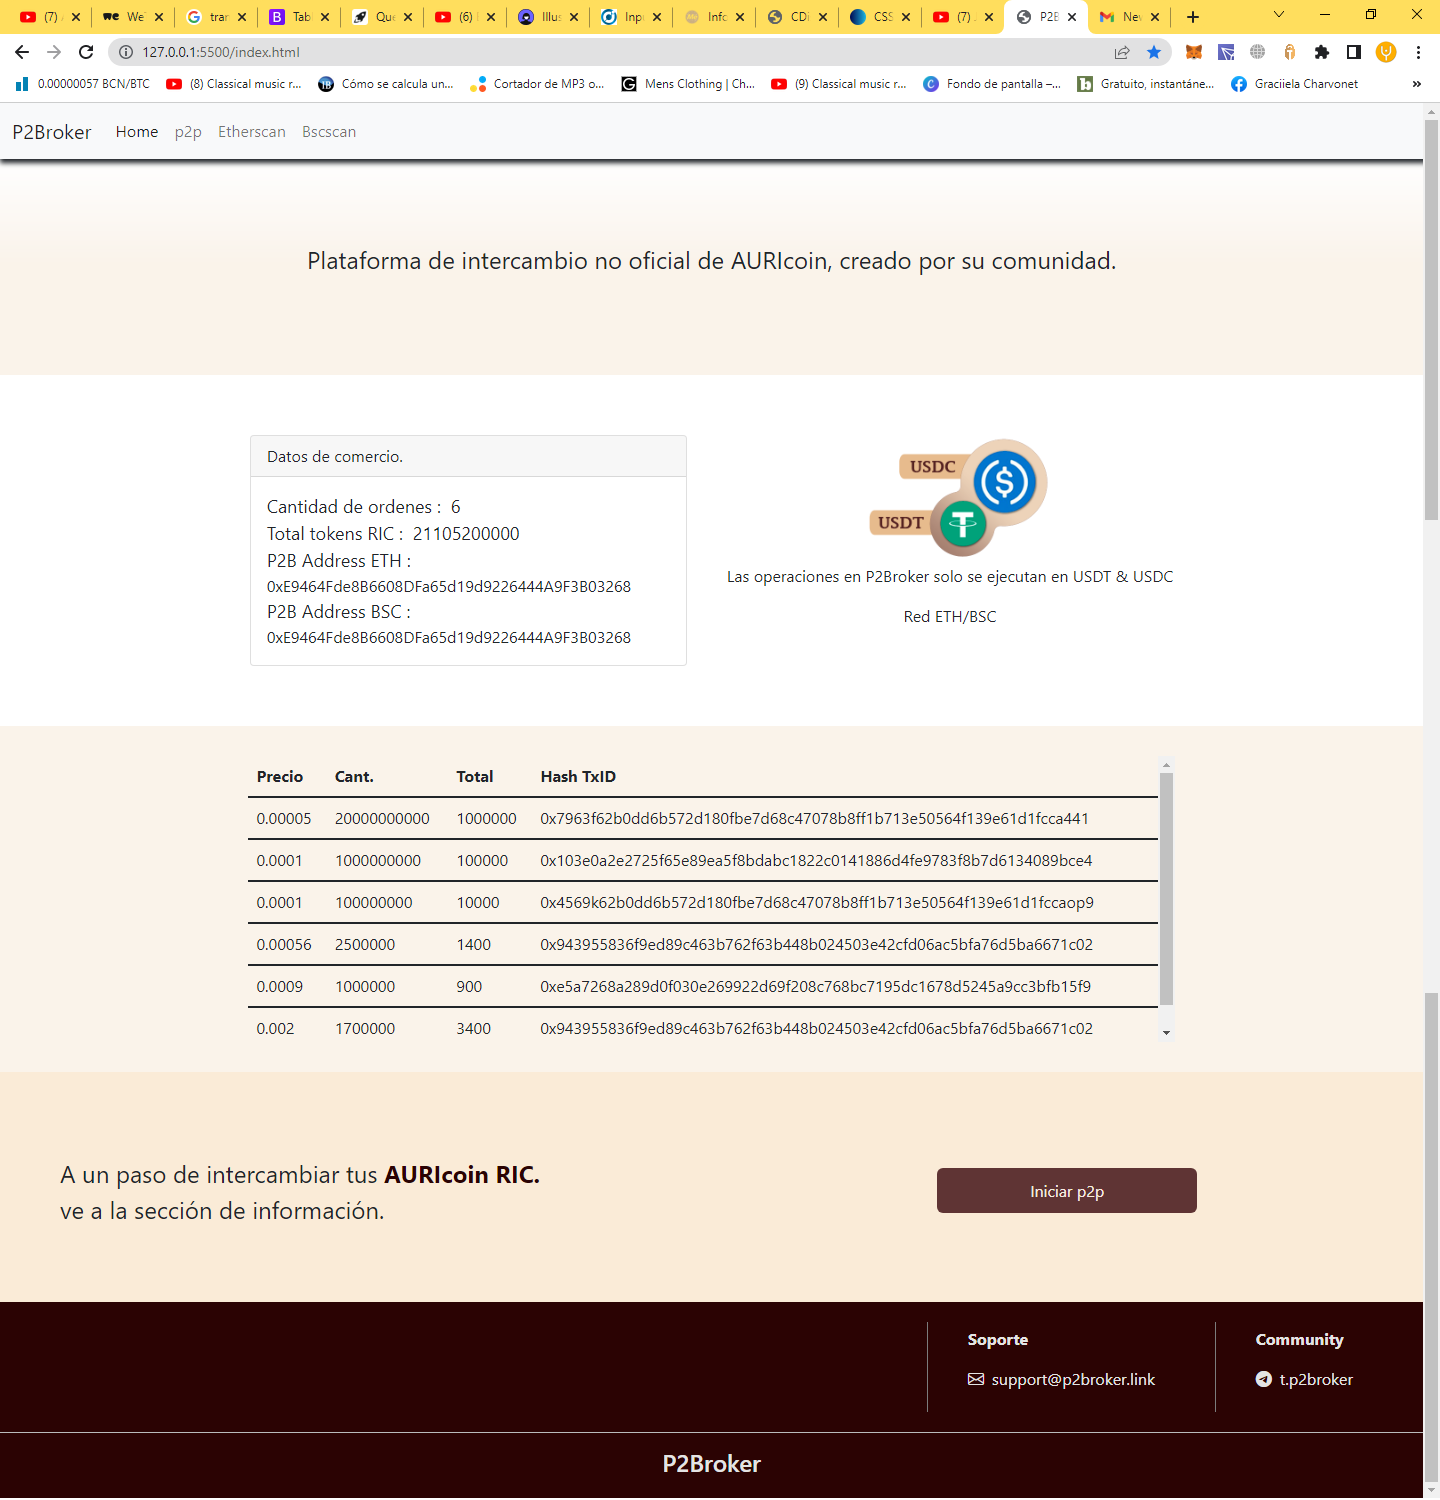 (7)
We
trar
Tab
Que
(6)
Illus
Inp
Info
CDi
CSS
(7)
P2B
Nev
127.0.0.1:5500/index.html
0.00000057 BCN/BTC
(8) Classical music r...
Cómo se calcula un...
Cortador de MP3 o...
Mens Clothing | Ch...
(9) Classical music r...
Fondo de pantalla –...
Gratuito, instantáne...
Graciiela Charvonet
»
P2Broker Home p2p Etherscan Bscscan
Plataforma de intercambio no oficial de AURIcoin, creado por su comunidad.
Datos de comercio.
Cantidad de ordenes : 6
Total tokens RIC : 21105200000
P2B Address ETH :
0xE9464Fde8B6608DFa65d19d9226444A9F3B03268
P2B Address BSC :
0xE9464Fde8B6608DFa65d19d9226444A9F3B03268
USDC
USDT
Las operaciones en P2Broker solo se ejecutan en USDT & USDC
Red ETH/BSC
Precio Cant. Total Hash TxID
0.00005 20000000000 1000000 0x7963f62b0dd6b572d180fbe7d68c47078b8ff1b713e50564f139e61d1fcca441
0.0001 1000000000 100000 0x103e0a2e2725f65e89ea5f8bdabc1822c0141886d4fe9783f8b7d6134089bce4
0.0001 100000000 10000 0x4569k62b0dd6b572d180fbe7d68c47078b8ff1b713e50564f139e61d1fccaop9
0.00056 2500000 1400 0x943955836f9ed89c463b762f63b448b024503e42cfd06ac5bfa76d5ba6671c02
0.0009 1000000 900 0xe5a7268a289d0f030e269922d69f208c768bc7195dc1678d5245a9cc3bfb15f9
0.002 1700000 3400 0x943955836f9ed89c463b762f63b448b024503e42cfd06ac5bfa76d5ba6671c02
A un paso de intercambiar tus AURIcoin RIC.
ve a la sección de información.
Iniciar p2p
Soporte
support@p2broker.link
Community
t.p2broker
P2Broker